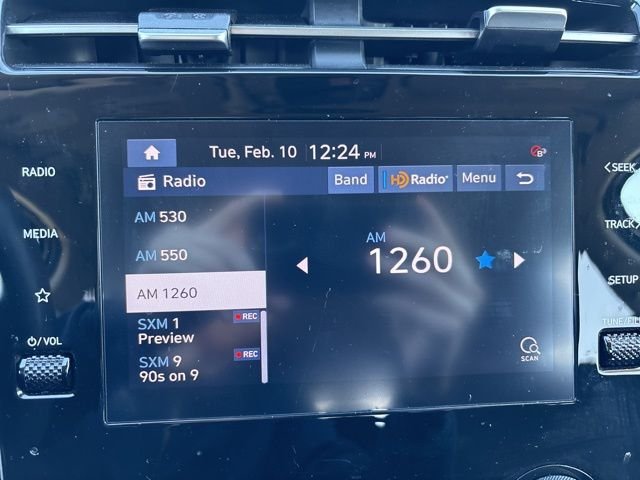 Tue, Feb. 10 12:24 PM
Radio Band HD Radio Menu
AM 530
AM 550
AM 1260
SXM 1 REC
Preview
SXM 9 REC
90s on 9
AM
1260
SCAN
RADIO
MEDIA
/VOL
SEEK
TRACK
SETUP